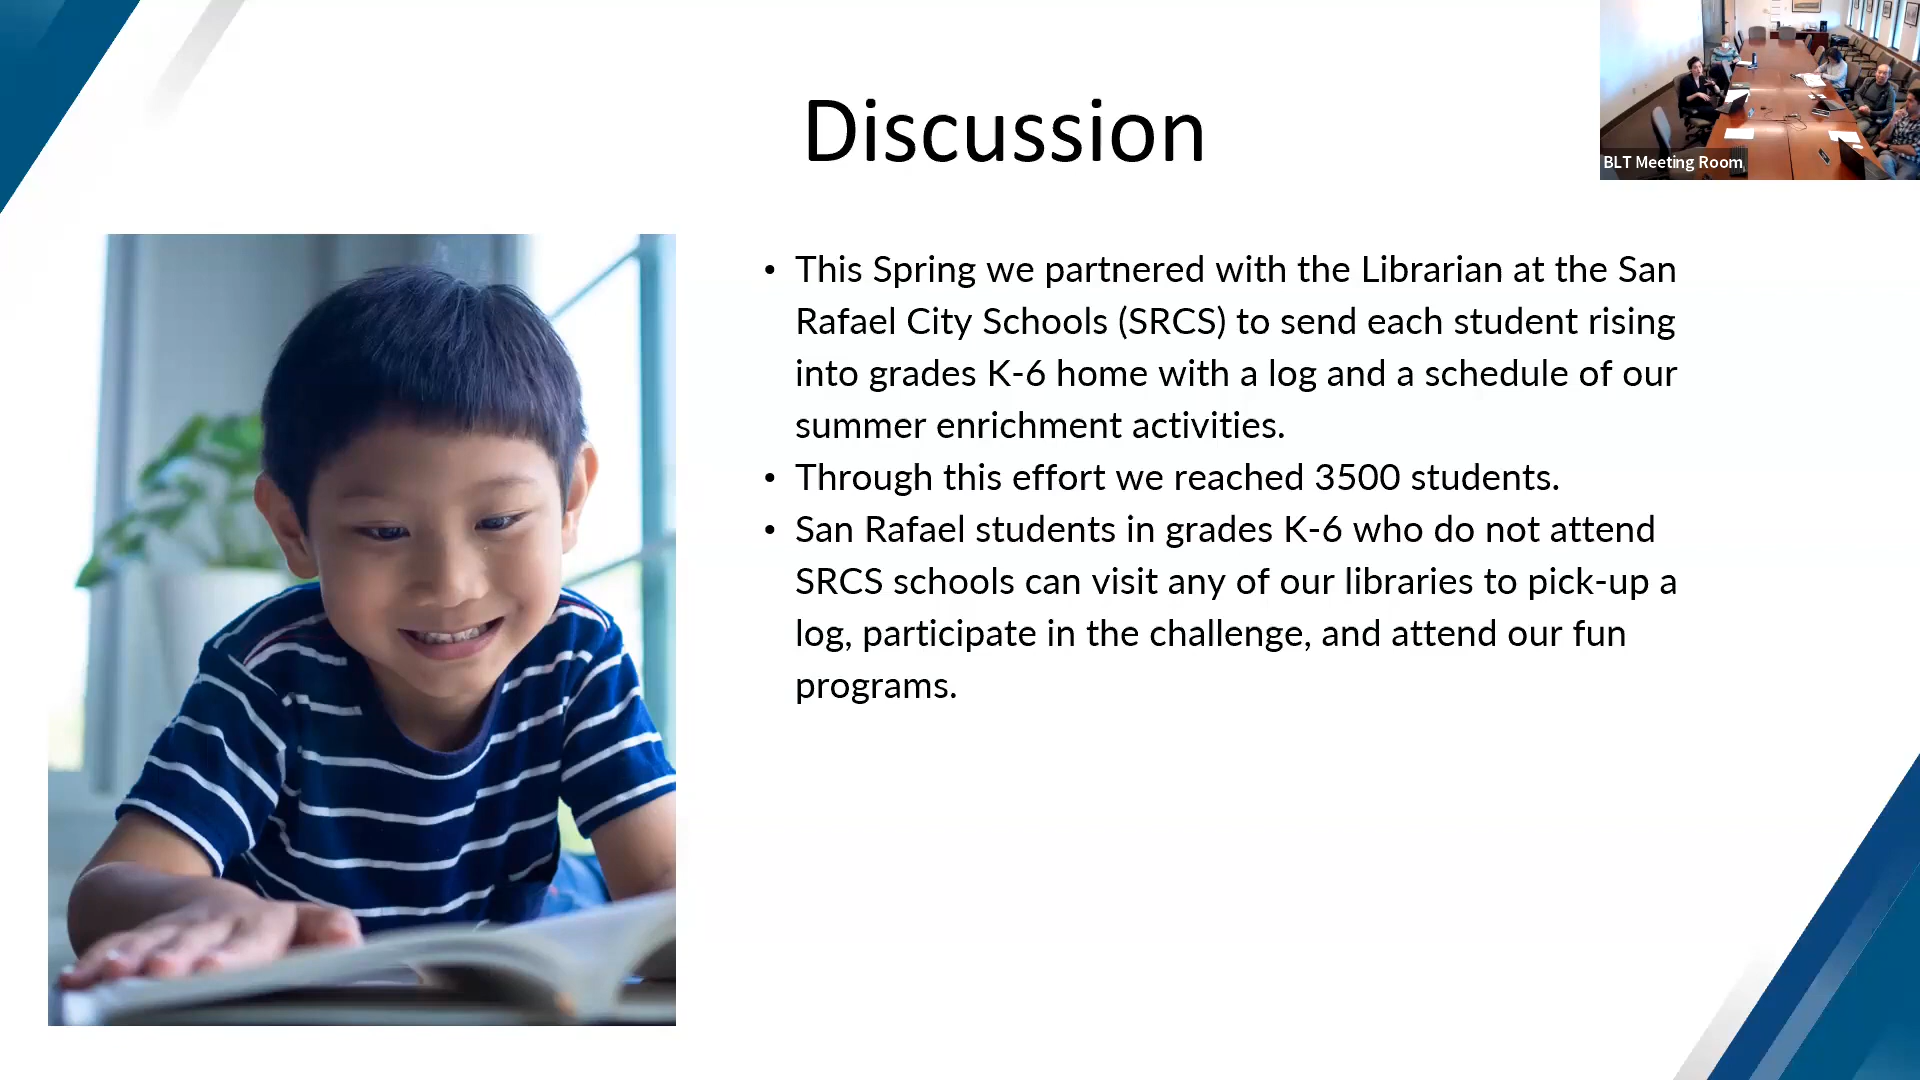 Discussion
BLT Meeting Room
• This Spring we partnered with the Librarian at the San
Rafael City Schools (SRCS) to send each student rising
into grades K-6 home with a log and a schedule of our
summer enrichment activities.
• Through this effort we reached 3500 students.
• San Rafael students in grades K-6 who do not attend
SRCS schools can visit any of our libraries to pick-up a
log, participate in the challenge, and attend our fun
programs.